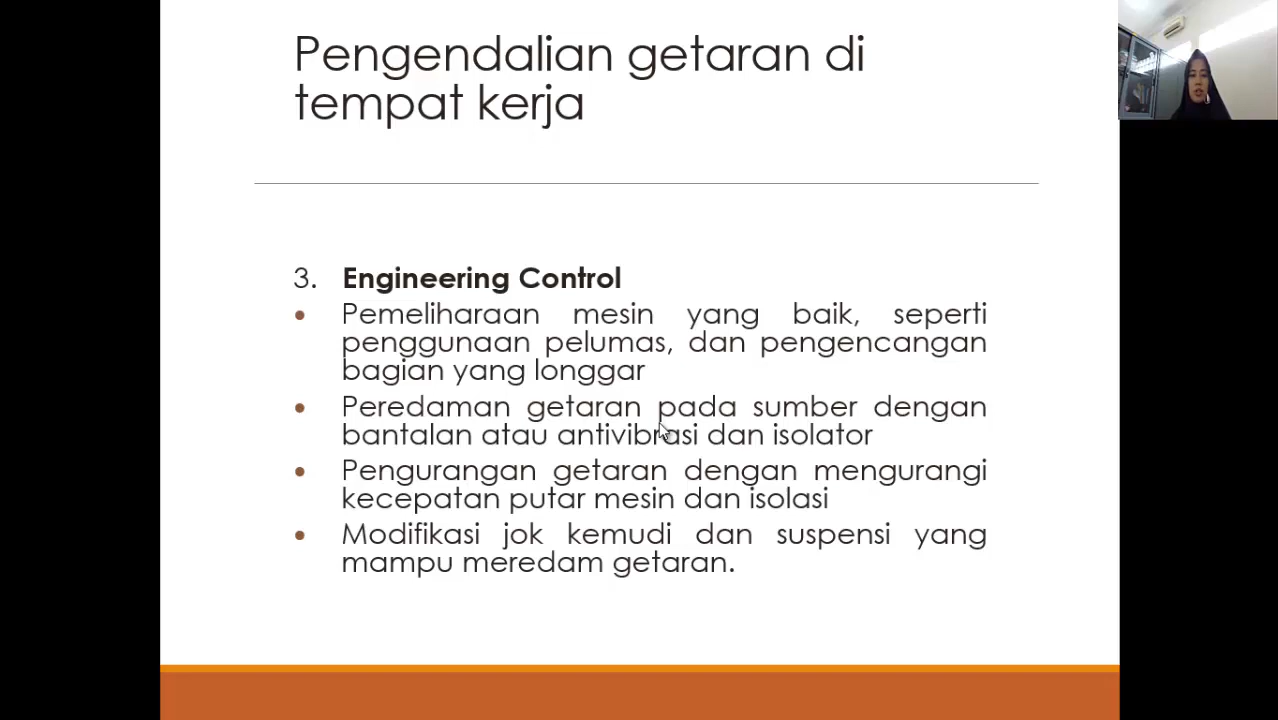 Pengendalian getaran di
tempat kerja
3. Engineering Control
• Pemeliharaan mesin yang baik, seperti
penggunaan pelumas, dan pengencangan
bagian yang longgar
• Peredaman getaran pada sumber dengan
bantalan atau antivibrasi dan isolator
• Pengurangan getaran dengan mengurangi
kecepatan putar mesin dan isolasi
• Modifikasi jok kemudi dan suspensi yang
mampu meredam getaran.